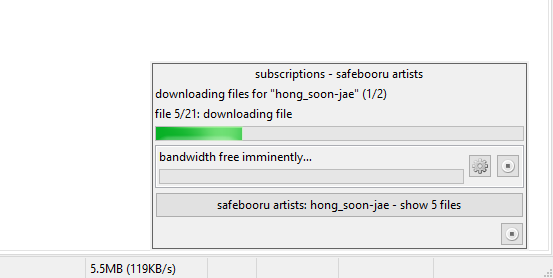 subscriptions - safebooru artists
downloading files for "hong_soon-jae" (1/2)
file 5/21: downloading file
bandwidth free imminently...
safebooru artists: hong_soon-jae - show 5 files
5.5MB (119KB/s)